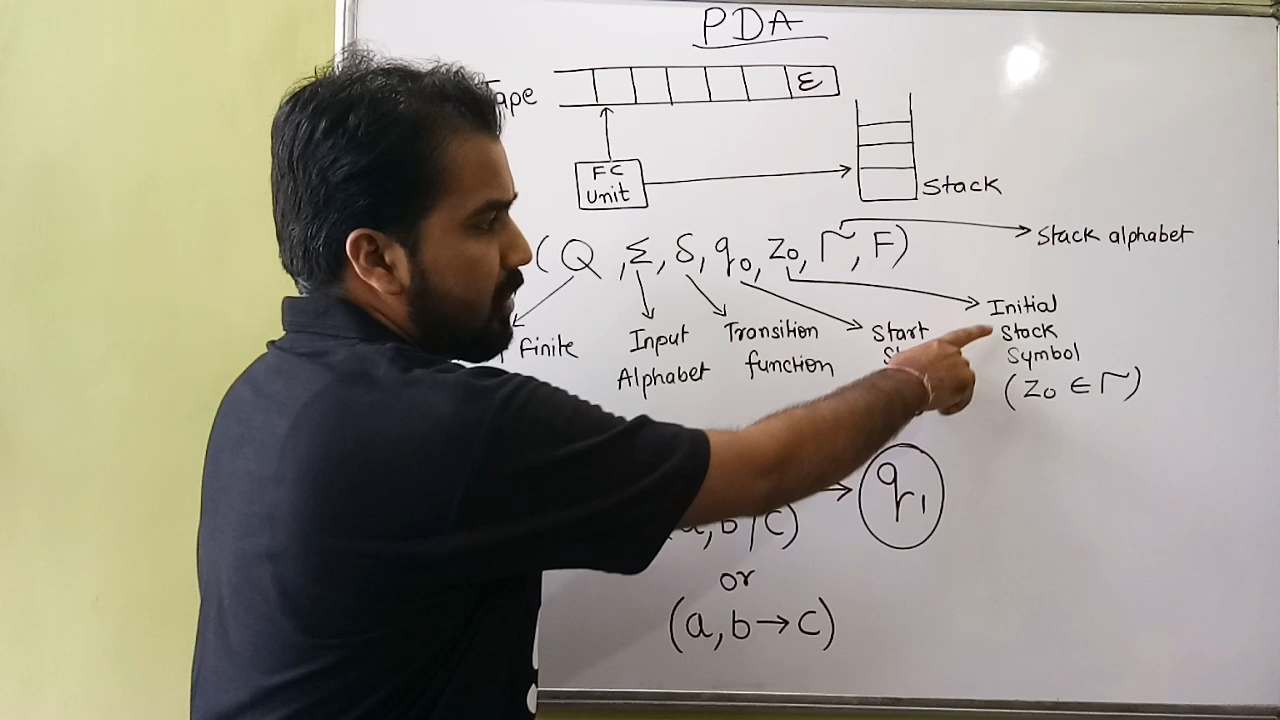 PDA
Tape
ε
FC
Unit
Stack
(Q, Σ, δ, q₀, z₀, Γ, F)
Stack alphabet
finite
Input
Alphabet
Transition
function
Start
Initial
Stack
Symbol
(z₀ ∈ Γ)
q₁
a, b / c)
or
(a, b → c)